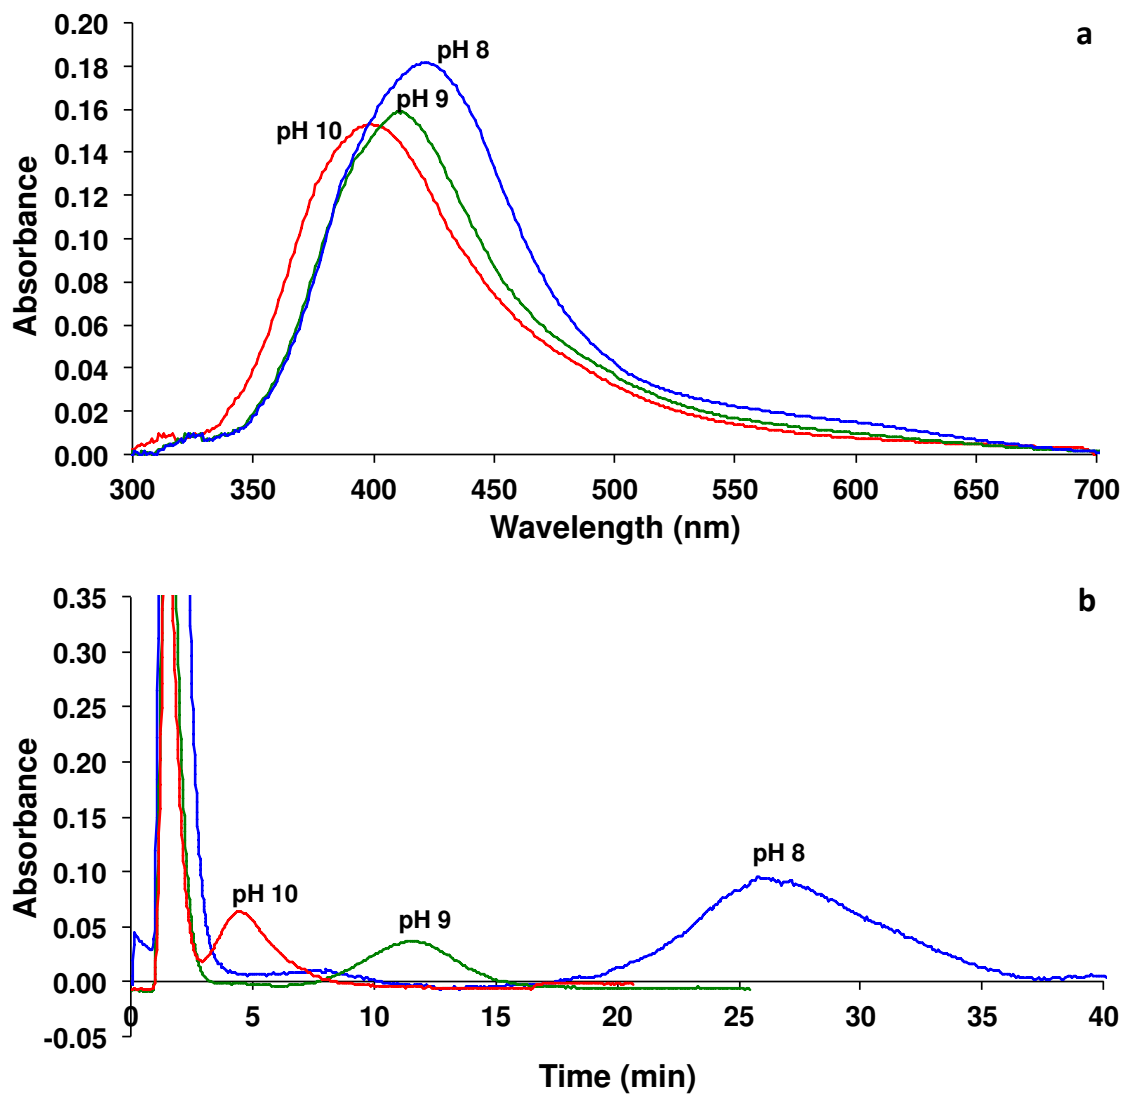 a
0.20
0.18
0.16
0.14
0.12
0.10
0.08
0.06
0.04
0.02
0.00
Absorbance
pH 8
pH 9
pH 10
300 350 400 450 500 550 600 650 700
Wavelength (nm)
b
0.35
0.30
0.25
0.20
0.15
0.10
0.05
0.00
-0.05
Absorbance
pH 8
pH 10
pH 9
0 5 10 15 20 25 30 35 40
Time (min)